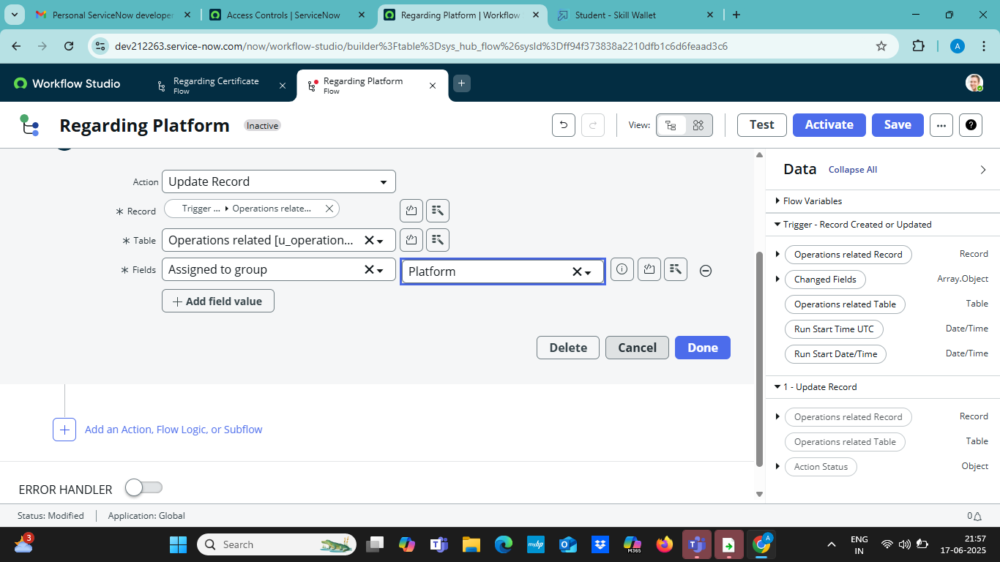 Personal ServiceNow developer
Access Controls | ServiceNow
Regarding Platform | Workflow
Student - Skill Wallet
dev212263.service-now.com/now/workflow-studio/builder%3Ftable%3Dsys_hub_flow%26sysId%3Dff94f373838a2210dfb1c6d6feaad3c6
A
Workflow Studio
Regarding Certificate
Flow
Regarding Platform
Flow
Regarding Platform
Inactive
View:
Test
Activate
Save
Action
Update Record
* Record
Trigger ... Operations relate...
* Table
Operations related [u_operation...
* Fields
Assigned to group
Platform
+ Add field value
Delete
Cancel
Done
Add an Action, Flow Logic, or Subflow
ERROR HANDLER
Data
Collapse All
Flow Variables
Trigger - Record Created or Updated
Operations related Record Record
Changed Fields Array.Object
Operations related Table Table
Run Start Time UTC Date/Time
Run Start Date/Time Date/Time
1 - Update Record
Operations related Record Record
Operations related Table Table
Action Status Object
Status: Modified
Application: Global
0
3
Search
myhp
M365
A
ENG
IN
21:57
17-06-2025